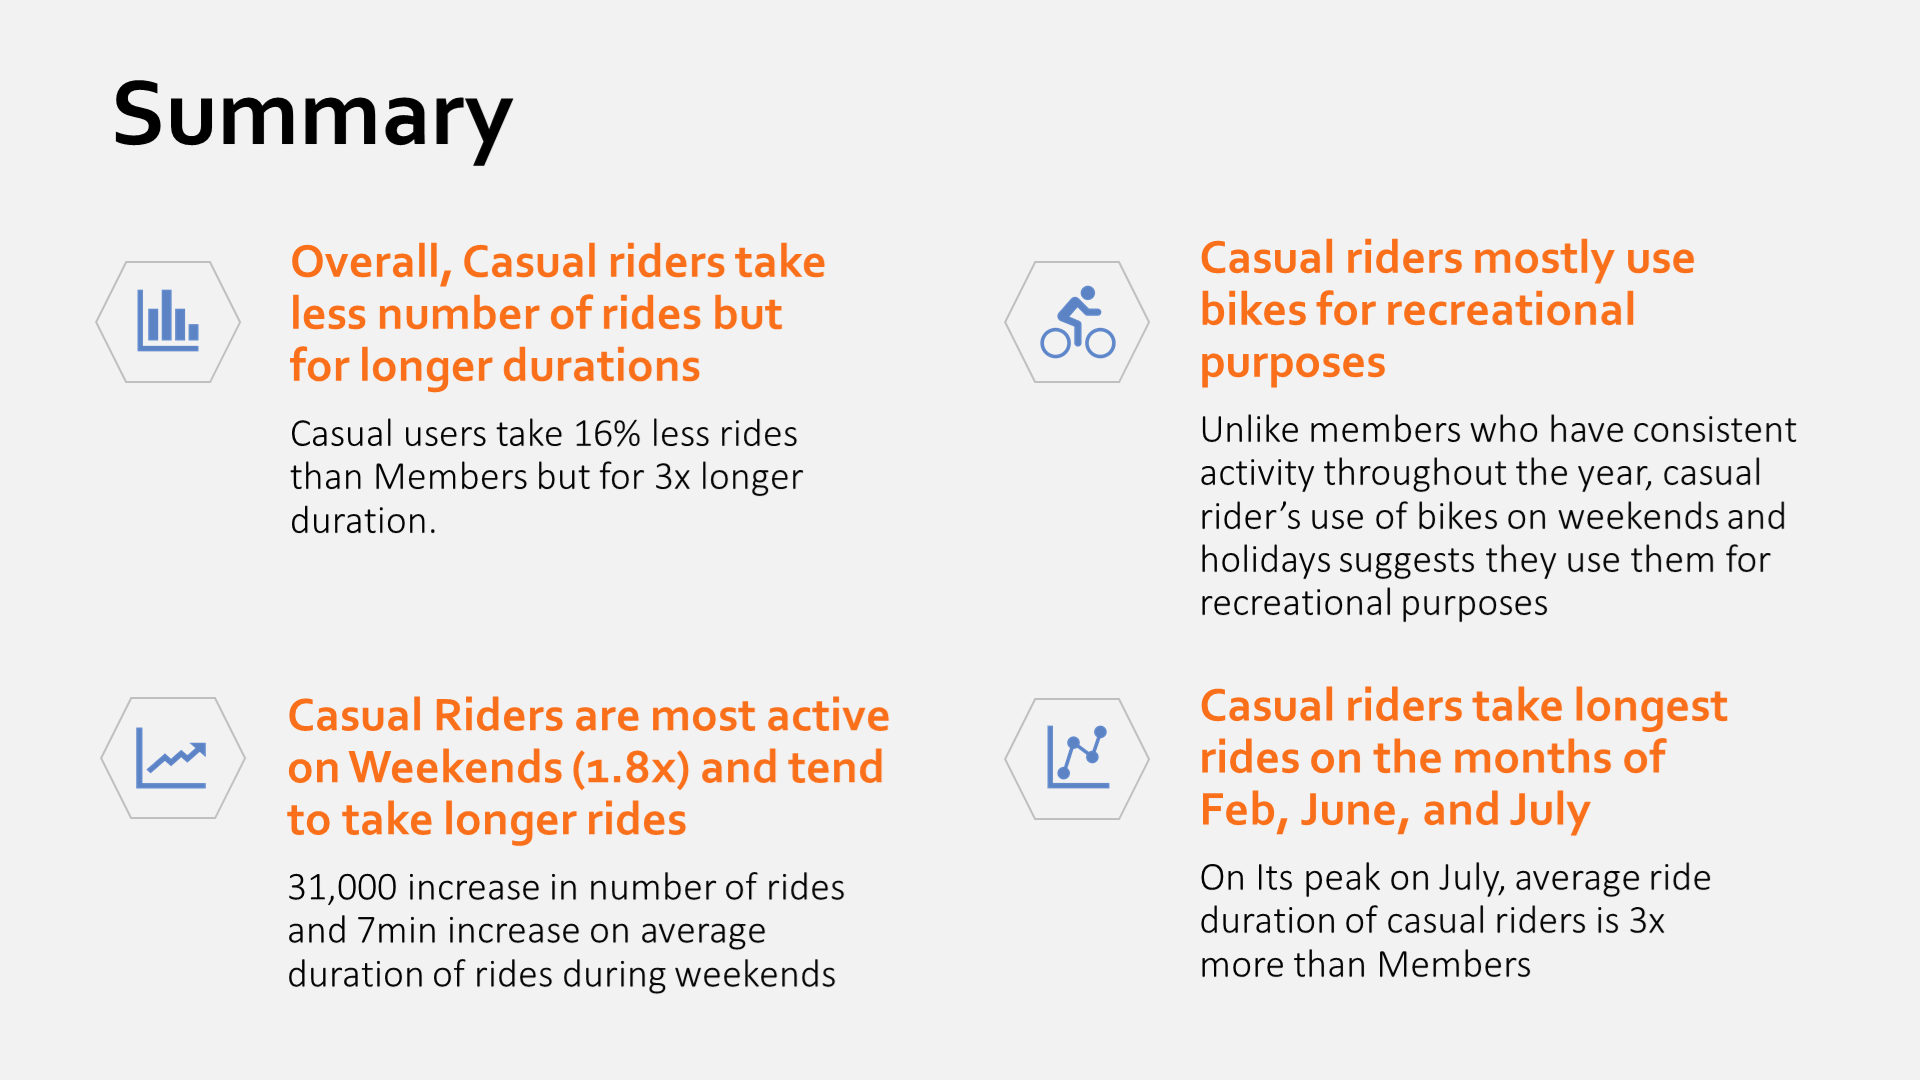 Summary
Overall, Casual riders take
less number of rides but
for longer durations
Casual users take 16% less rides
than Members but for 3x longer
duration.
Casual riders mostly use
bikes for recreational
purposes
Unlike members who have consistent
activity throughout the year, casual
rider’s use of bikes on weekends and
holidays suggests they use them for
recreational purposes
Casual Riders are most active
on Weekends (1.8x) and tend
to take longer rides
31,000 increase in number of rides
and 7min increase on average
duration of rides during weekends
Casual riders take longest
rides on the months of
Feb, June, and July
On Its peak on July, average ride
duration of casual riders is 3x
more than Members